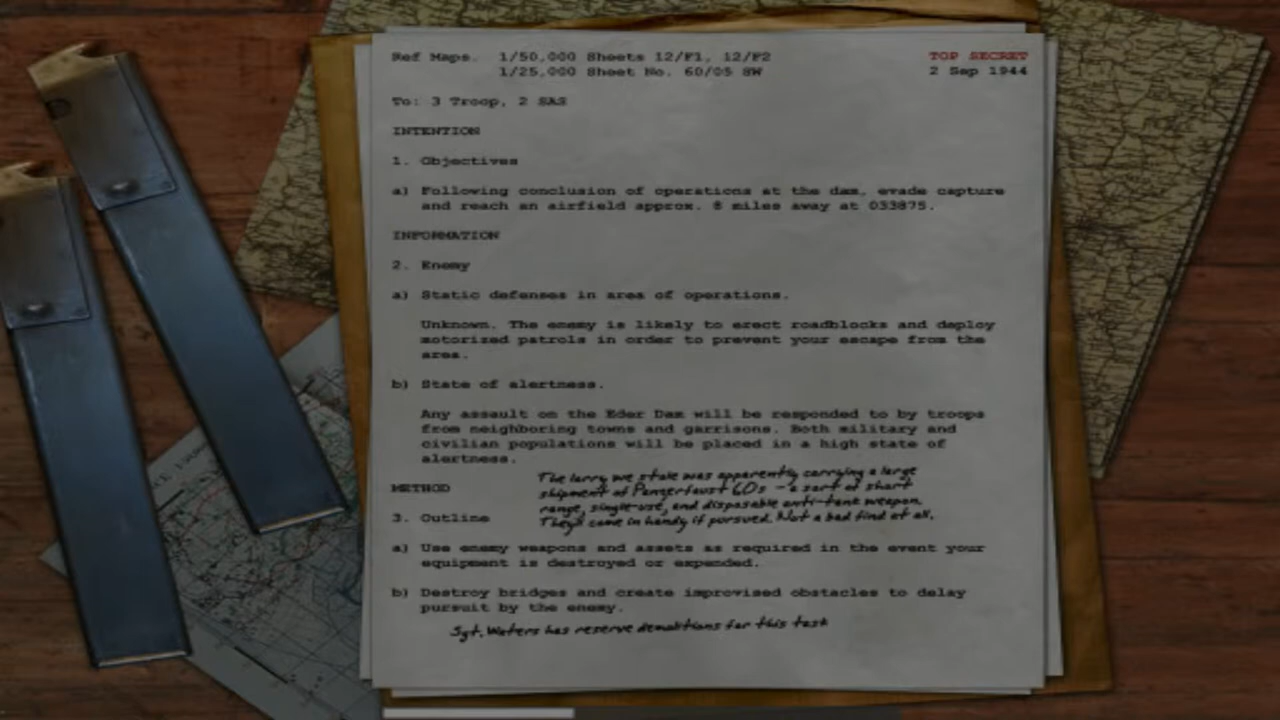 Ref Maps. 1/50,000 Sheets 12/F1, 12/F2
TOP SECRET
1/25,000 Sheet No. 60/05 SW
2 Sep 1944
To: 3 Troop, 2 SAS
INTENTION
1. Objectives
a) Following conclusion of operations at the dam, evade capture
and reach an airfield approx. 8 miles away at 033875.
INFORMATION
2. Enemy
a) Static defenses in area of operations.
Unknown. The enemy is likely to erect roadblocks and deploy
motorized patrols in order to prevent your escape from the
area.
b) State of alertness.
Any assault on the Eder Dam will be responded to by troops
from neighboring towns and garrisons. Both military and
civilian populations will be placed in a high state of
alertness.
The lorry we stole was apparently carrying a large
shipment of Panzerfaust 60s - a sort of short
range, single-use, and disposable anti-tank weapon.
They'll come in handy if pursued. Not a bad find at all.
METHOD
3. Outline
a) Use enemy weapons and assets as required in the event your
equipment is destroyed or expended.
b) Destroy bridges and create improvised obstacles to delay
pursuit by the enemy.
Sgt. Waters has reserve demolitions for this task